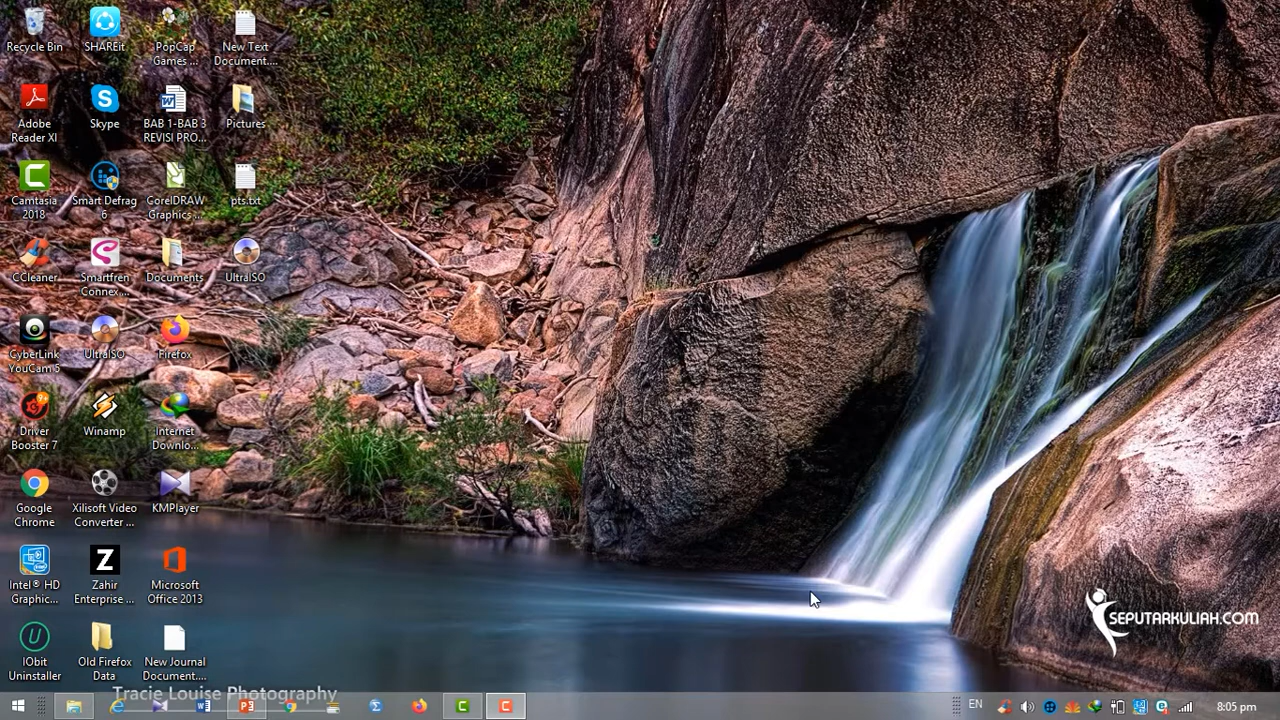 Recycle Bin
SHAREit
PopCap
Games ...
New Text
Document....
Adobe
Reader XI
Skype
BAB 1-BAB 3
REVISI PRO...
Pictures
Camtasia
2018
Smart Defrag
6
CorelDRAW
Graphics ...
pts.txt
CCleaner
Smartfren
Connex ...
Documents
UltraISO
CyberLink
YouCam 5
UltraISO
Firefox
Driver
Booster 7
Winamp
Internet
Downlo...
Google
Chrome
Xilisoft Video
Converter ...
KMPlayer
Intel® HD
Graphic...
Zahir
Enterprise ...
Microsoft
Office 2013
IObit
Uninstaller
Old Firefox
Data
New Journal
Document....
SEPUTARKULIAH.COM
Tracie Louise Photography
EN
8:05 pm